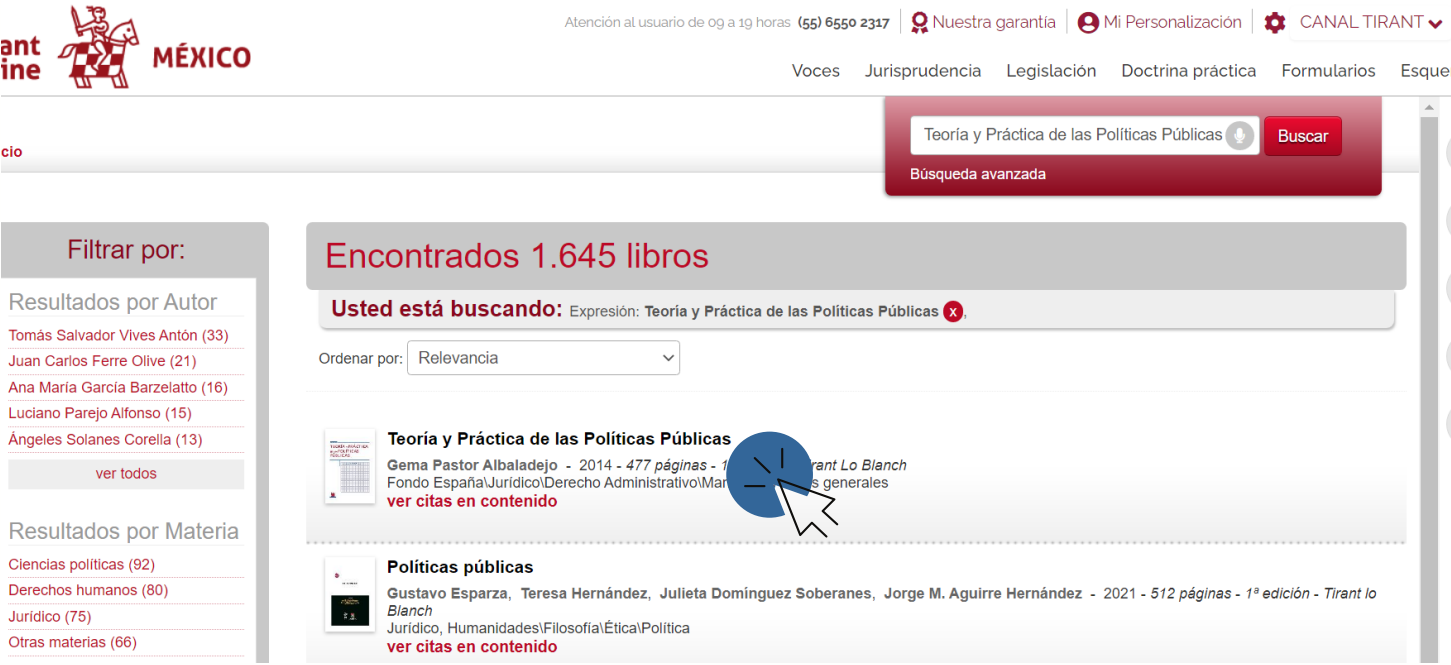 ant
ine
MÉXICO
Atención al usuario de 09 a 19 horas (55) 6550 2317
Nuestra garantía
Mi Personalización
CANAL TIRANT
Voces Jurisprudencia Legislación Doctrina práctica Formularios Esque
cio
Teoría y Práctica de las Políticas Públicas
Buscar
Búsqueda avanzada
Filtrar por:
Resultados por Autor
Tomás Salvador Vives Antón (33)
Juan Carlos Ferre Olive (21)
Ana María García Barzelatto (16)
Luciano Parejo Alfonso (15)
Ángeles Solanes Corella (13)
ver todos
Resultados por Materia
Ciencias políticas (92)
Derechos humanos (80)
Jurídico (75)
Otras materias (66)
Encontrados 1.645 libros
Usted está buscando: Expresión: Teoría y Práctica de las Políticas Públicas x,
Ordenar por: Relevancia
TEORÍA Y PRÁCTICA
DE LAS POLÍTICAS
PÚBLICAS
Teoría y Práctica de las Políticas Públicas
Gema Pastor Albaladejo - 2014 - 477 páginas - 1 rant Lo Blanch
Fondo España\Jurídico\Derecho Administrativo\Mar s generales
ver citas en contenido
Políticas públicas
Gustavo Esparza, Teresa Hernández, Julieta Domínguez Soberanes, Jorge M. Aguirre Hernández - 2021 - 512 páginas - 1ª edición - Tirant lo
Blanch
Jurídico, Humanidades\Filosofía\Ética\Política
ver citas en contenido